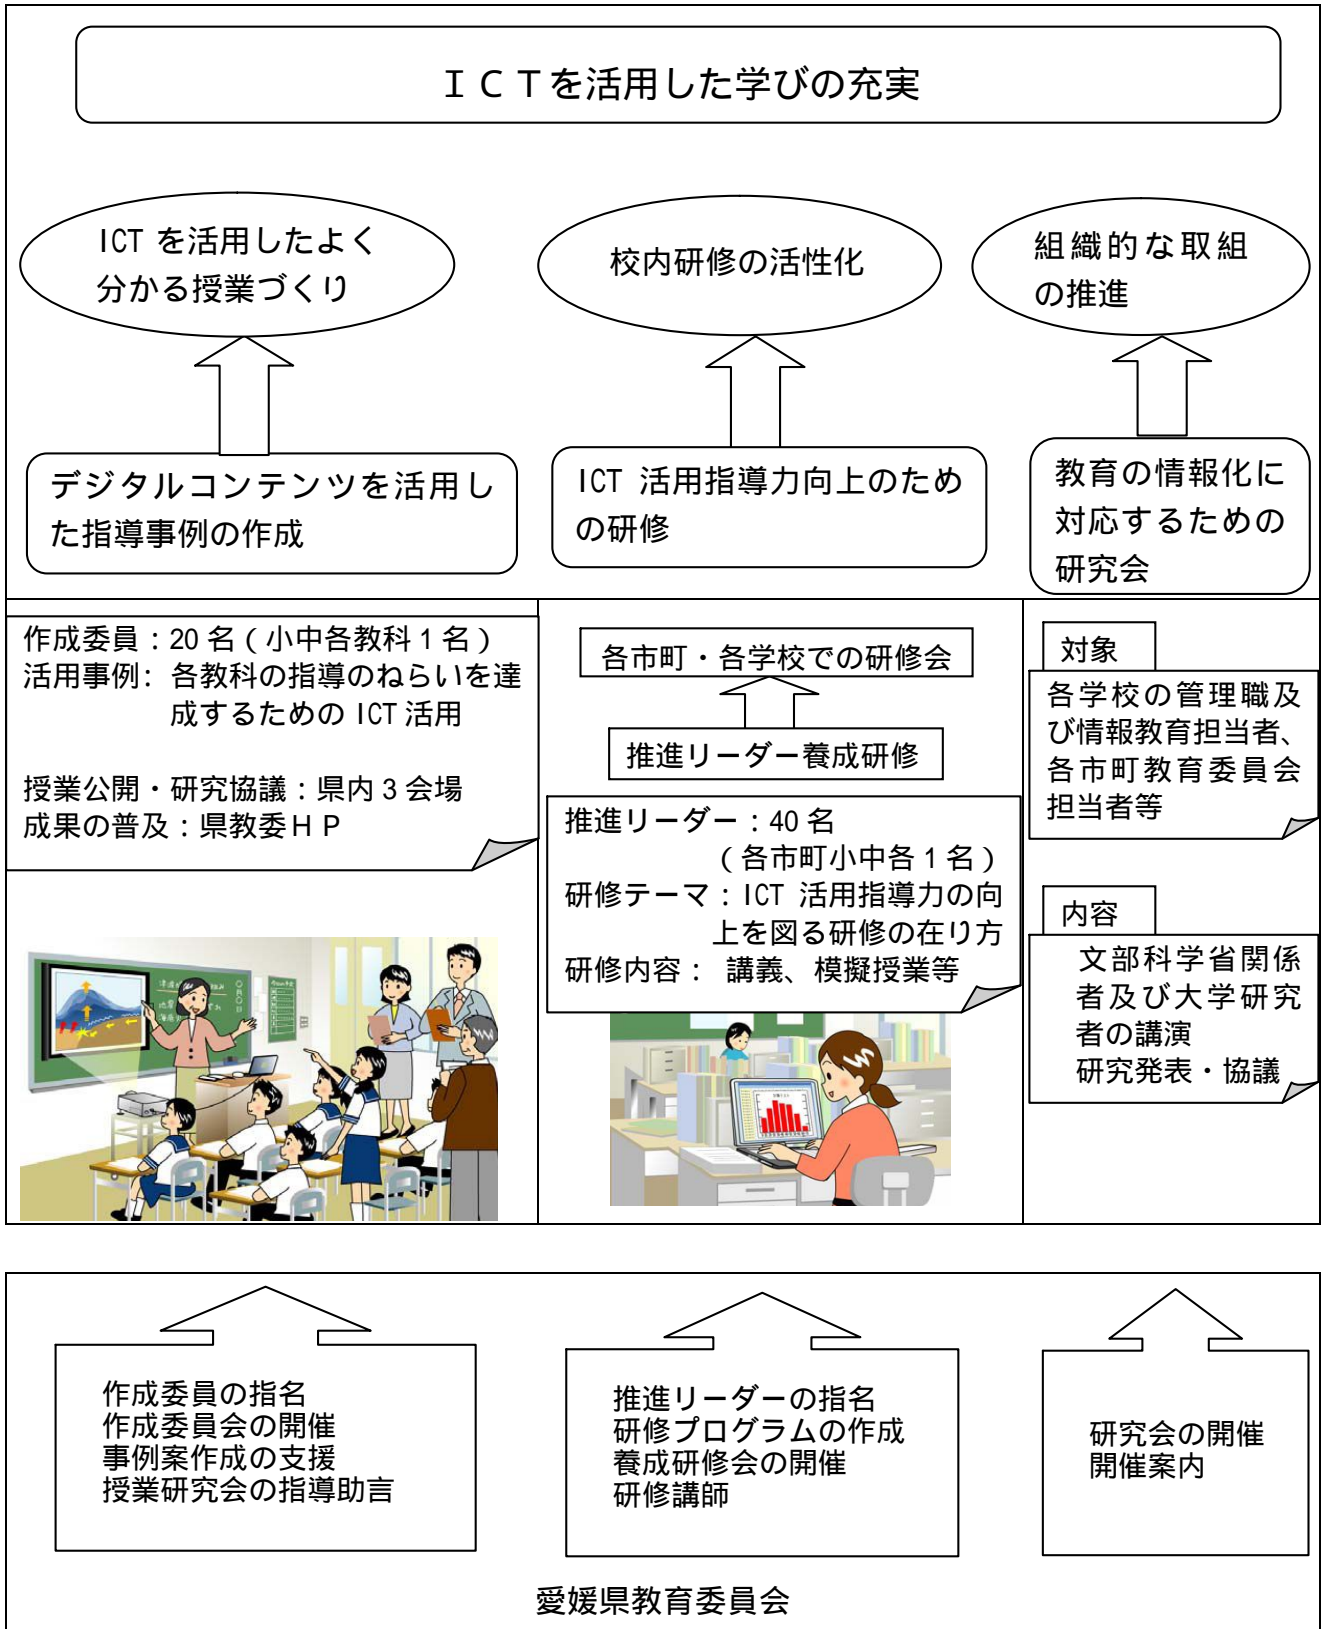 ＩＣＴを活用した学びの充実
ICT を活用したよく
分かる授業づくり
校内研修の活性化
組織的な取組
の推進
デジタルコンテンツを活用し
た指導事例の作成
ICT 活用指導力向上のため
の研修
教育の情報化に
対応するための
研究会
作成委員：20 名（小中各教科 1 名）
活用事例： 各教科の指導のねらいを達
成するための ICT 活用
授業公開・研究協議：県内 3 会場
成果の普及：県教委ＨＰ
各市町・各学校での研修会
推進リーダー養成研修
推進リーダー：40 名
（各市町小中各 1 名）
研修テーマ：ICT 活用指導力の向
上を図る研修の在り方
研修内容： 講義、模擬授業等
対象
各学校の管理職及
び情報教育担当者、
各市町教育委員会
担当者等
内容
文部科学省関係
者及び大学研究
者の講演
研究発表・協議
作成委員の指名
作成委員会の開催
事例案作成の支援
授業研究会の指導助言
推進リーダーの指名
研修プログラムの作成
養成研修会の開催
研修講師
研究会の開催
開催案内
愛媛県教育委員会